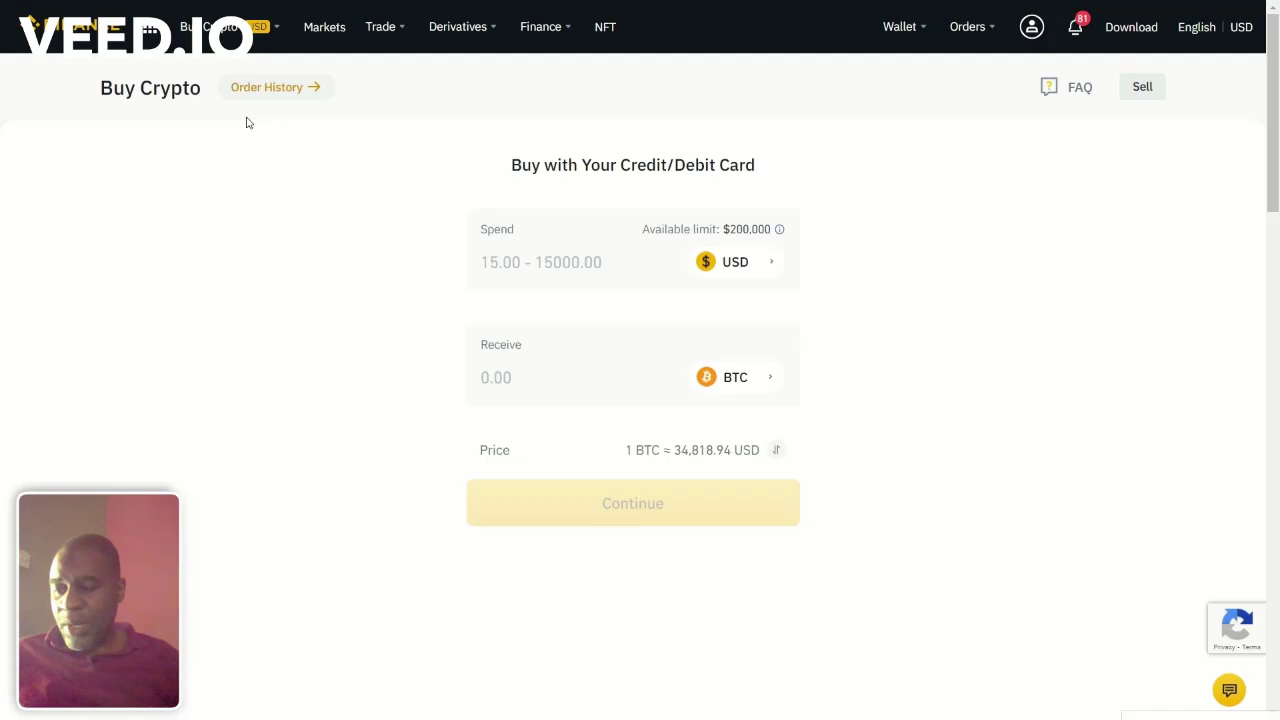 VEED.IO
Markets Trade Derivatives Finance NFT Wallet Orders 81 Download English USD
Buy Crypto Order History → FAQ Sell
Buy with Your Credit/Debit Card
Spend Available limit: $200,000
15.00 - 15000.00 USD
Receive
0.00 BTC
Price 1 BTC ≈ 34,818.94 USD
Continue
Privacy - Terms